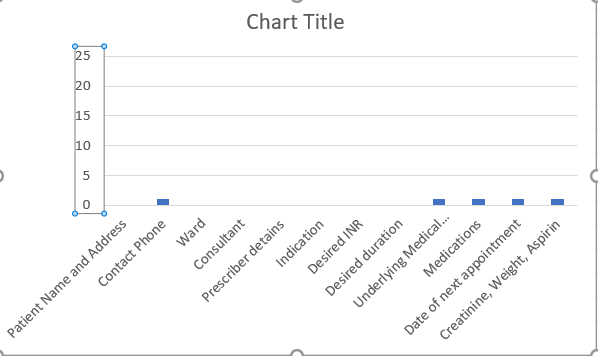 Chart Title
25
20
15
10
5
0
Patient Name and Address
Contact Phone
Ward
Consultant
Prescriber detains
Indication
Desired INR
Desired duration
Underlying Medical...
Medications
Date of next appointment
Creatinine, Weight, Aspirin